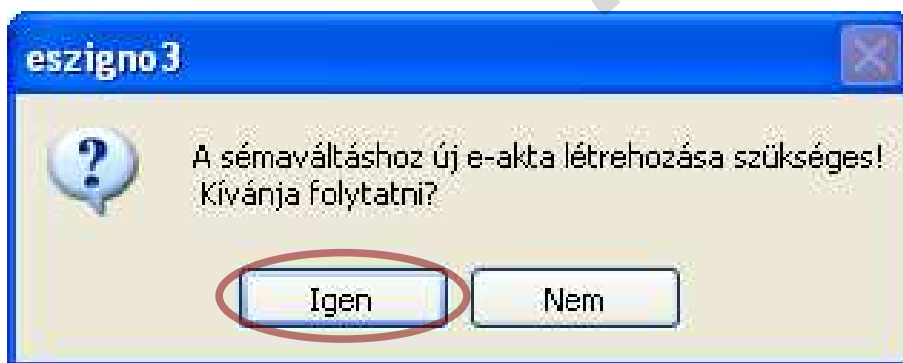 eszigno3
A sémaváltáshoz új e-akta létrehozása szükséges!
Kívánja folytatni?
Igen
Nem